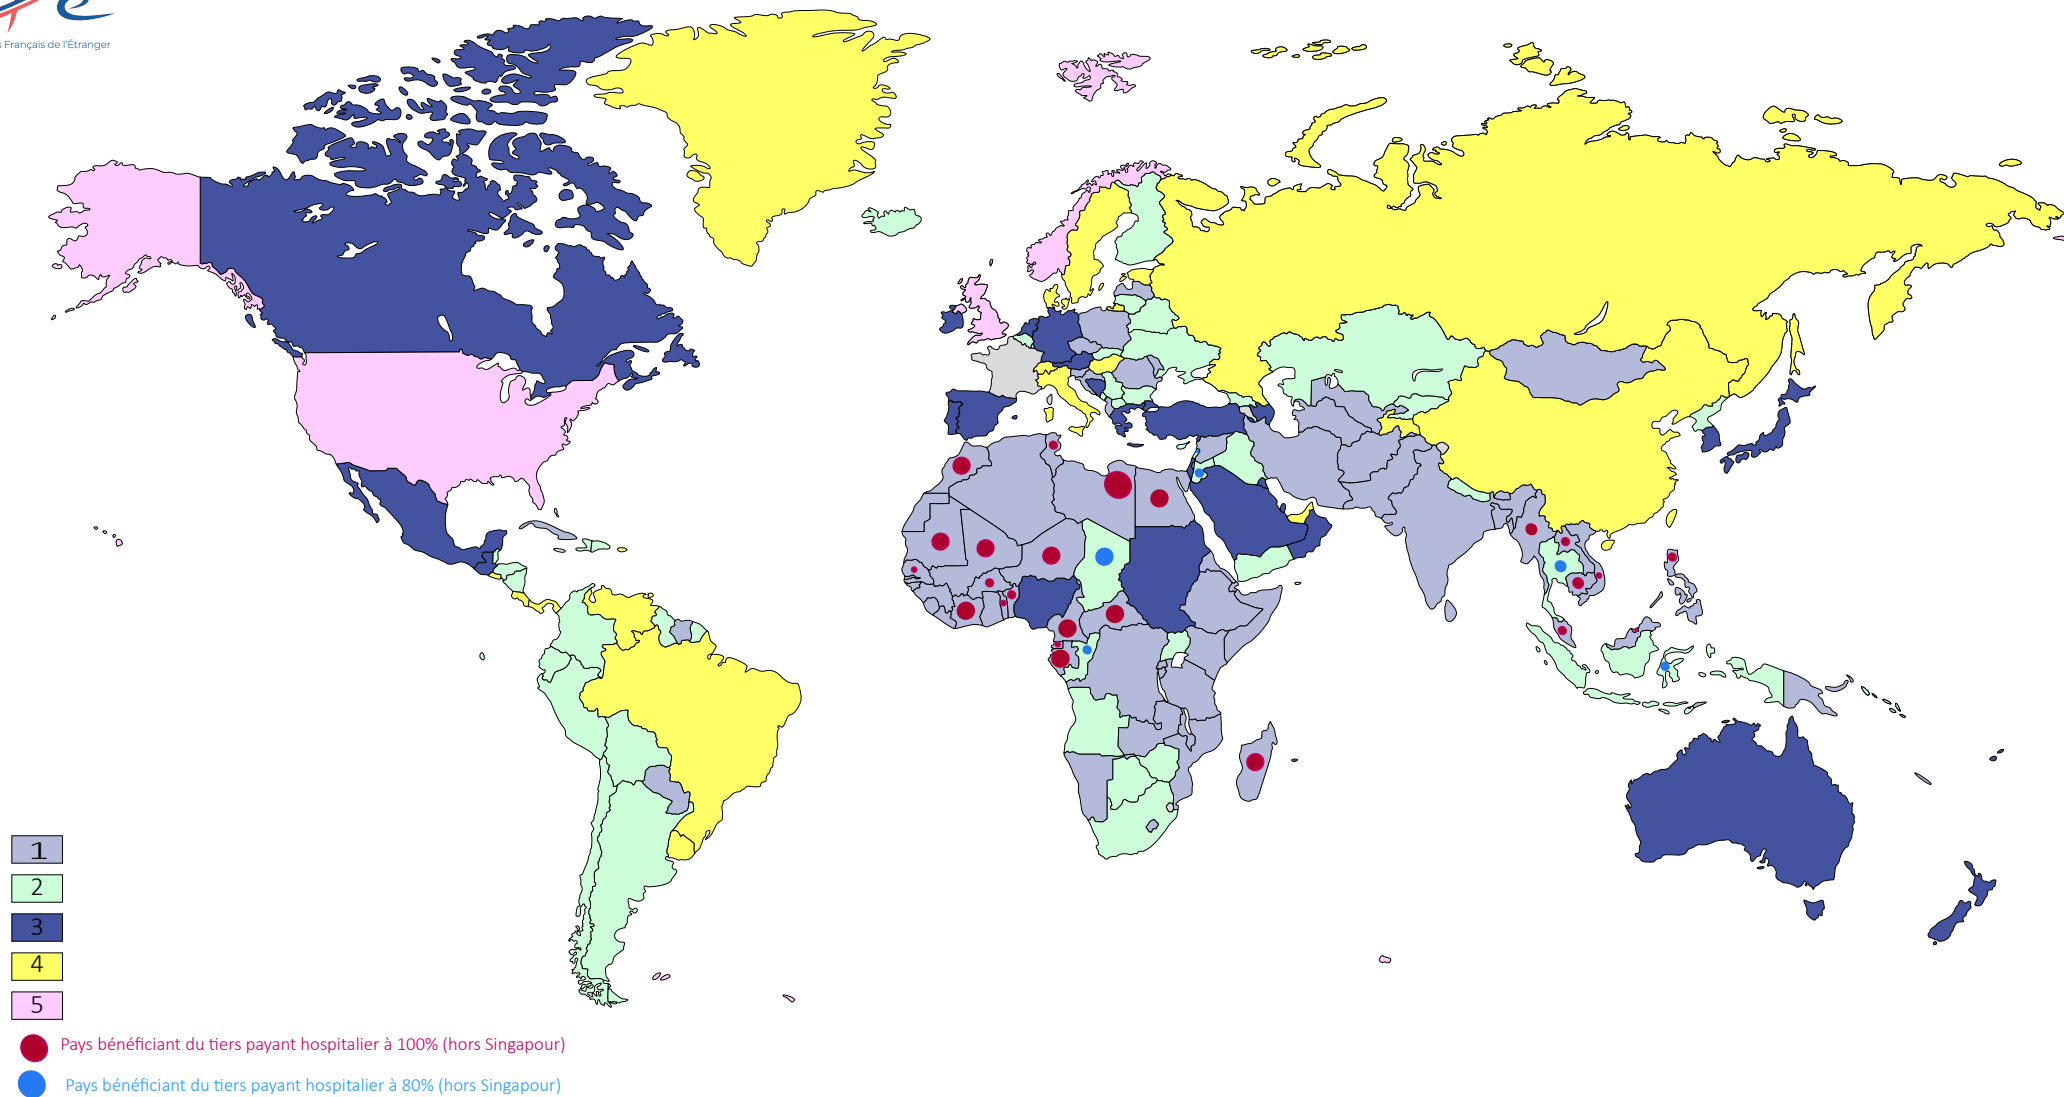 s Français de l'Étranger
1
2
3
4
5
Pays bénéficiant du tiers payant hospitalier à 100% (hors Singapour)
Pays bénéficiant du tiers payant hospitalier à 80% (hors Singapour)